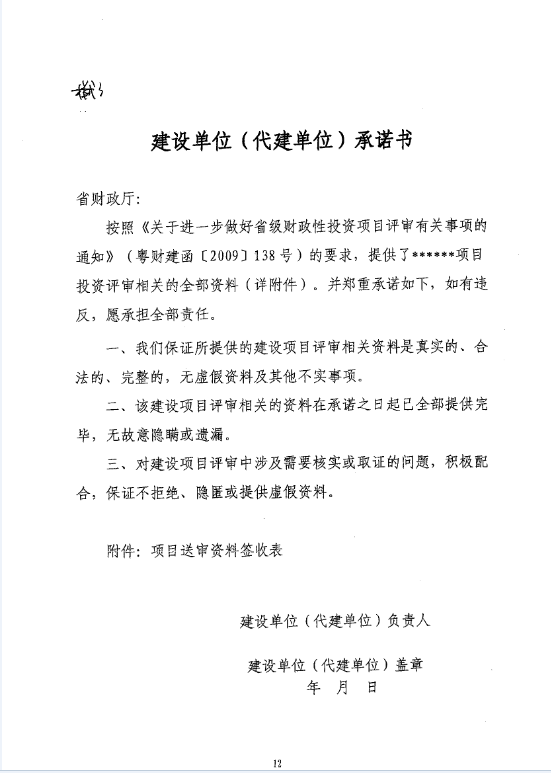 建设单位（代建单位）承诺书
省财政厅：
按照《关于进一步做好省级财政性投资项目评审有关事项的
通知》（粤财建函〔2009〕138号）的要求，提供了******项目
投资评审相关的全部资料（详附件）。并郑重承诺如下，如有违
反，愿承担全部责任。
一、我们保证所提供的建设项目评审相关资料是真实的、合
法的、完整的，无虚假资料及其他不实事项。
二、该建设项目评审相关的资料在承诺之日起已全部提供完
毕，无故意隐瞒或遗漏。
三、对建设项目评审中涉及需要核实或取证的问题，积极配
合，保证不拒绝、隐匿或提供虚假资料。
附件：项目送审资料签收表
建设单位（代建单位）负责人
建设单位（代建单位）盖章
年 月 日
12